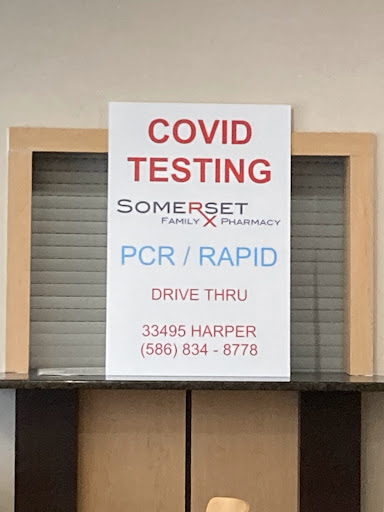 COVID
TESTING
SOMERSET
FAMILY PHARMACY
PCR / RAPID
DRIVE THRU
33495 HARPER
(586) 834 - 8778